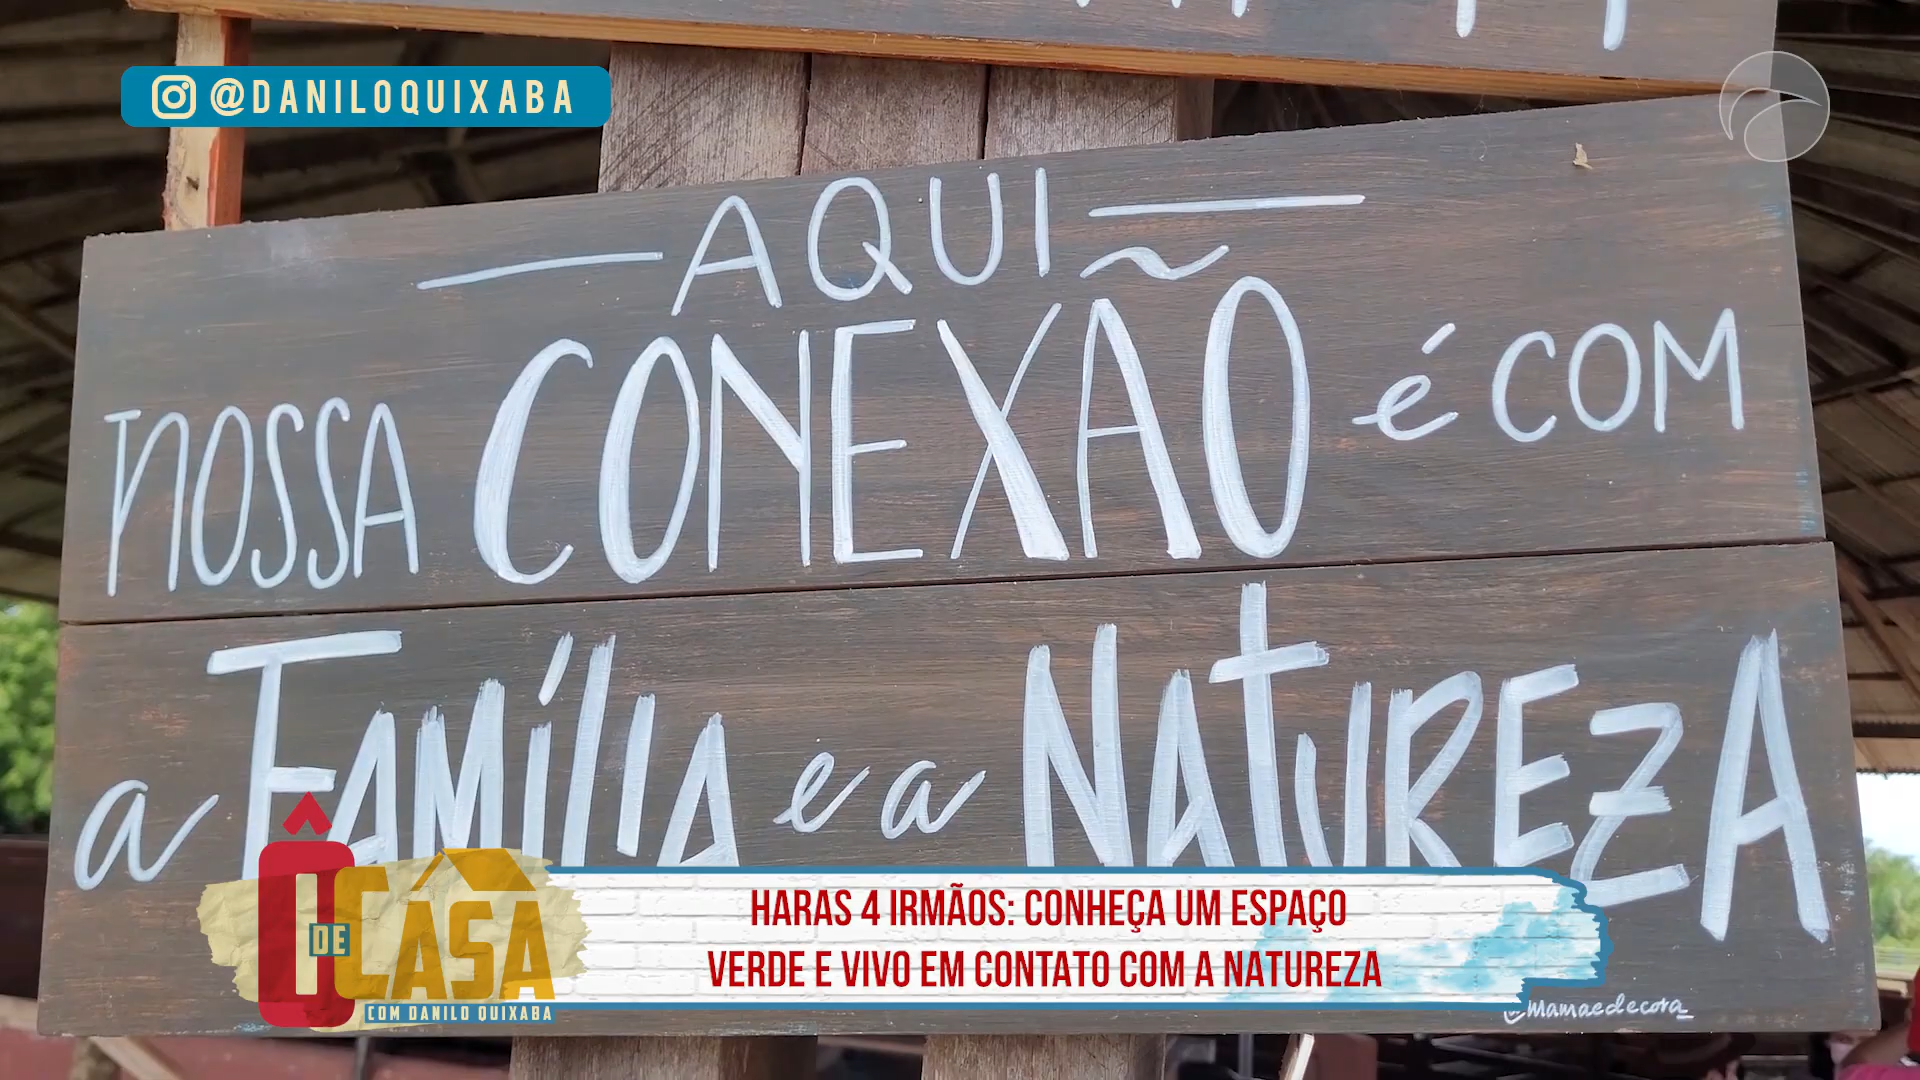 @DANILOQUIXABA
AQUI
NOSSA CONEXÃO é COM
a FAMÍLIA e a NATUREZA
Ô DE CASA
COM DANILO QUIXABA
HARAS 4 IRMÃOS: CONHEÇA UM ESPAÇO
VERDE E VIVO EM CONTATO COM A NATUREZA
@mamaedecora_